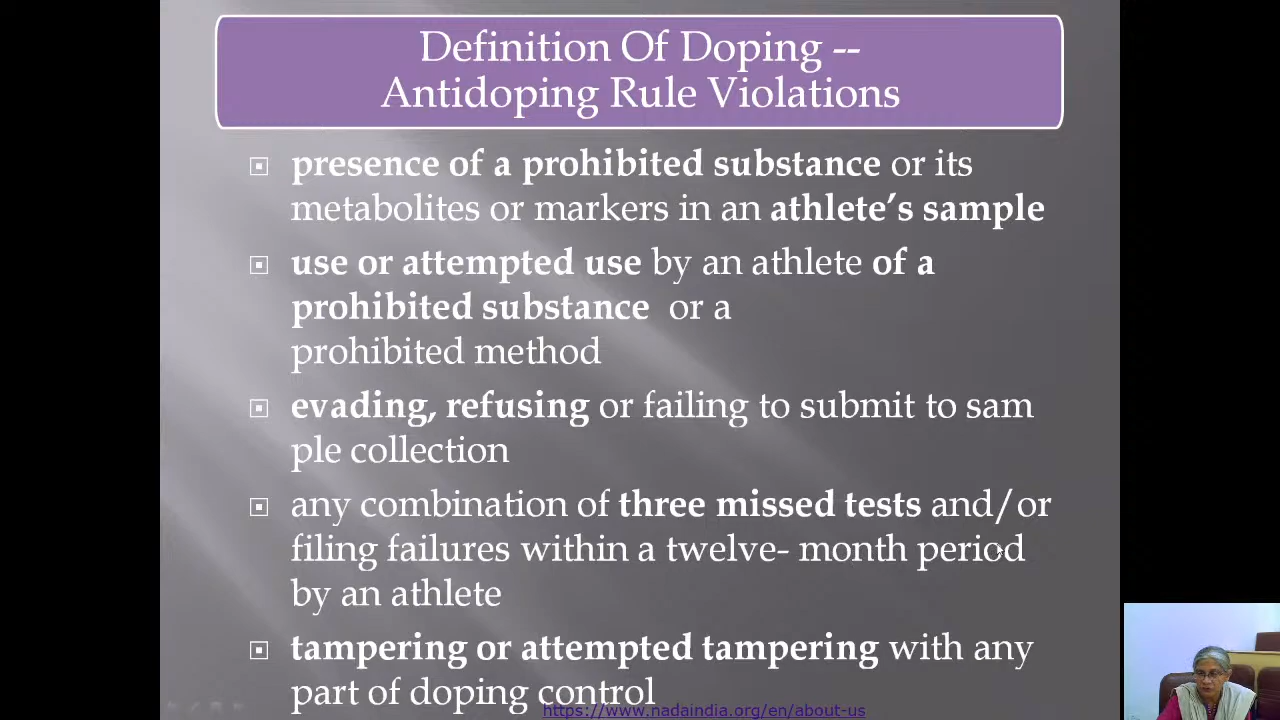 Definition Of Doping --
Antidoping Rule Violations
presence of a prohibited substance or its
metabolites or markers in an athlete’s sample
use or attempted use by an athlete of a
prohibited substance or a
prohibited method
evading, refusing or failing to submit to sam
ple collection
any combination of three missed tests and/or
filing failures within a twelve- month period
by an athlete
tampering or attempted tampering with any
part of doping control
https://www.nadaindia.org/en/about-us